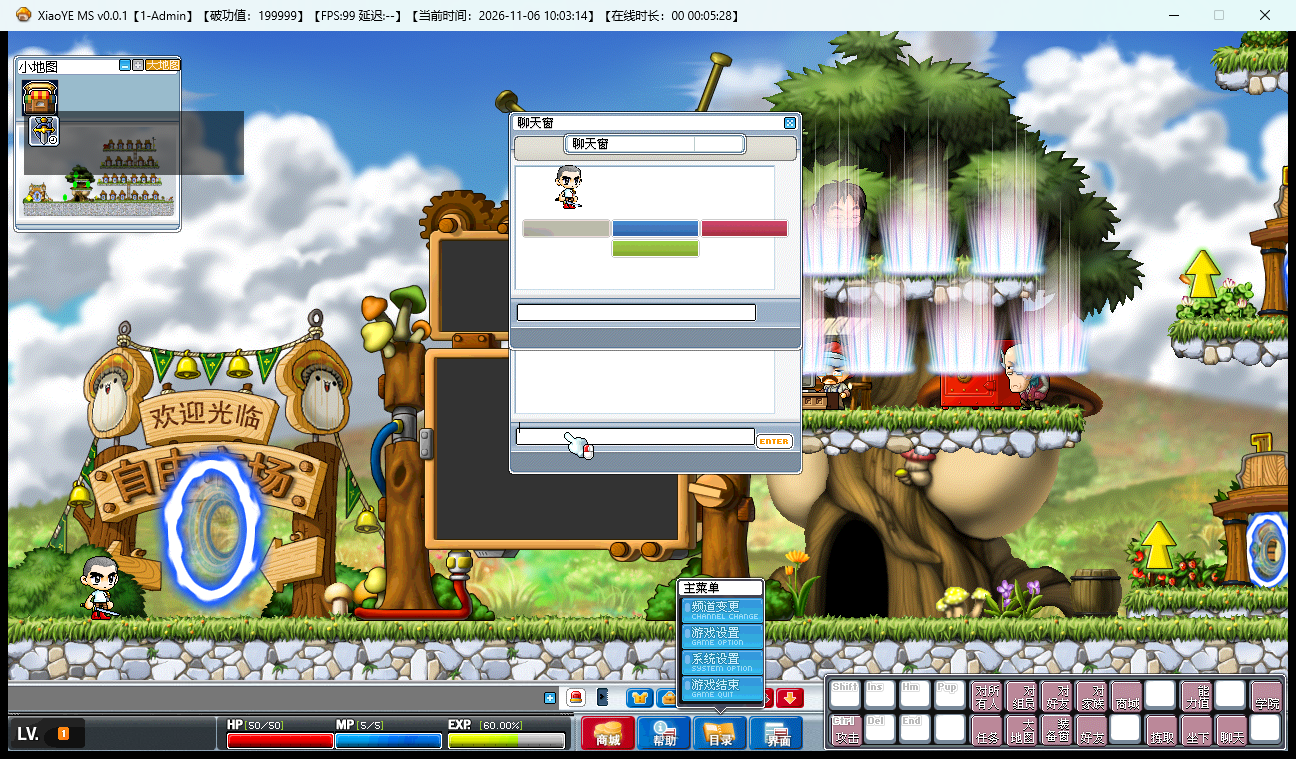 XiaoYE MS v0.0.1【1-Admin】【破功值：199999】【FPS:99 延迟:--】【当前时间：2026-11-06 10:03:14】【在线时长：00 00:05:28】
小地图
大地图
聊天窗
聊天窗
ENTER
欢迎光临
自由市场
主菜单
频道变更
CHANNEL CHANGE
游戏设置
GAME OPTION
系统设置
SYSTEM OPTION
游戏结束
GAME QUIT
LV. 1
HP [50/50]
MP [5/5]
EXP. [60.00%]
商城
帮助
目录
界面
Shift Ins Hm Pup 对所有人 对组员 对好友 对家族 商城 能力值 学院
Ctrl 攻击 Del End 任务 大地图 装备窗 好友 拣取 坐下 聊天